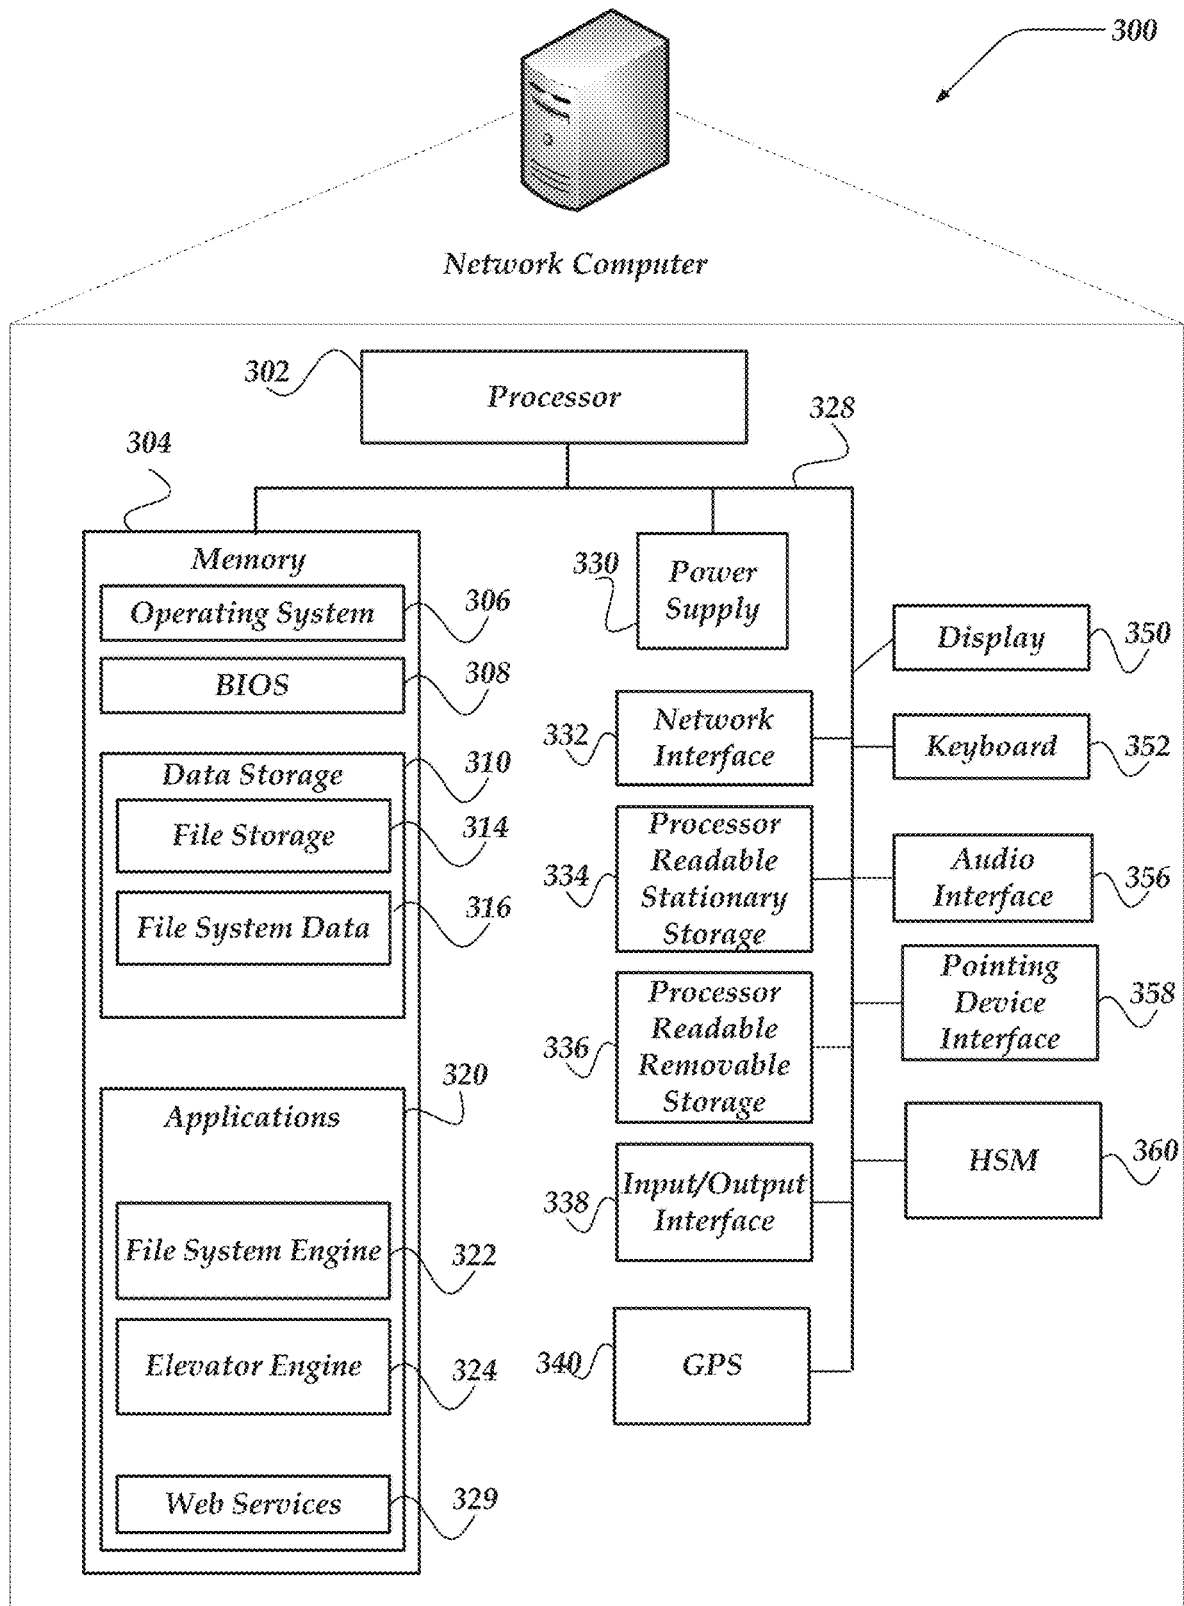 300
Network Computer
302
Processor
328
304
Memory
Operating System
306
BIOS
308
Data Storage
310
File Storage
314
File System Data
316
Applications
320
File System Engine
322
Elevator Engine
324
Web Services
329
330
Power
Supply
332
Network
Interface
334
Processor
Readable
Stationary
Storage
336
Processor
Readable
Removable
Storage
338
Input/Output
Interface
340
GPS
Display
350
Keyboard
352
Audio
Interface
356
Pointing
Device
Interface
358
HSM
360